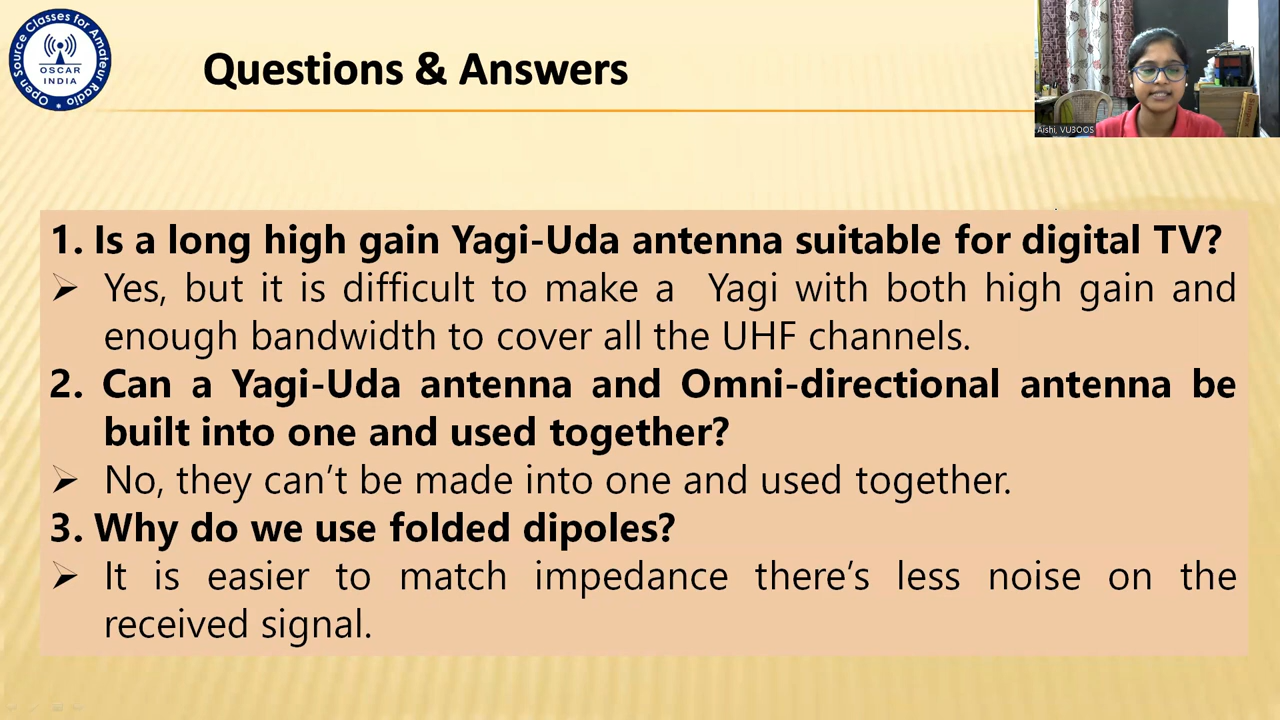 Open Source Classes for Amateur Radio
OSCAR
INDIA
Questions & Answers
Aishi, VU3OOS
1. Is a long high gain Yagi-Uda antenna suitable for digital TV?
➢ Yes, but it is difficult to make a Yagi with both high gain and
enough bandwidth to cover all the UHF channels.
2. Can a Yagi-Uda antenna and Omni-directional antenna be
built into one and used together?
➢ No, they can’t be made into one and used together.
3. Why do we use folded dipoles?
➢ It is easier to match impedance there’s less noise on the
received signal.